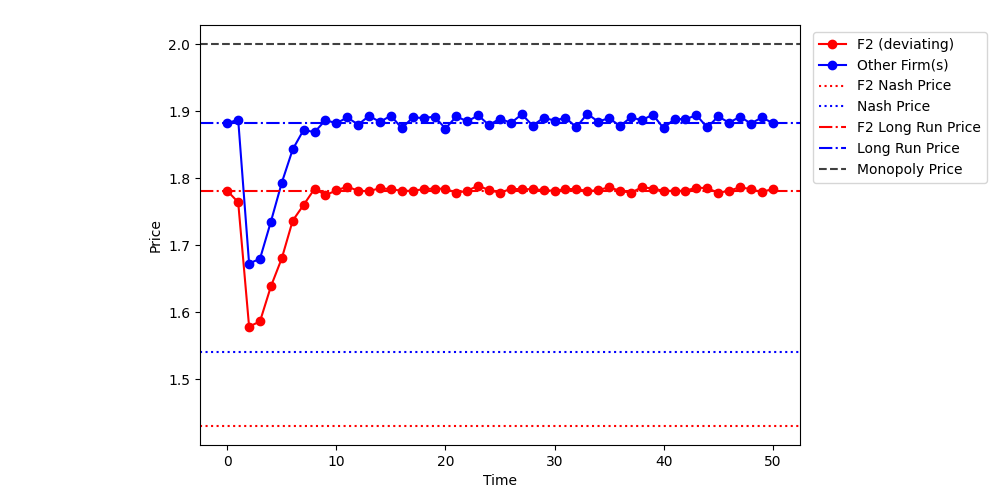 2.0
1.9
1.8
1.7
1.6
1.5
Price
0
10
20
30
40
50
Time
F2 (deviating)
Other Firm(s)
F2 Nash Price
Nash Price
F2 Long Run Price
Long Run Price
Monopoly Price